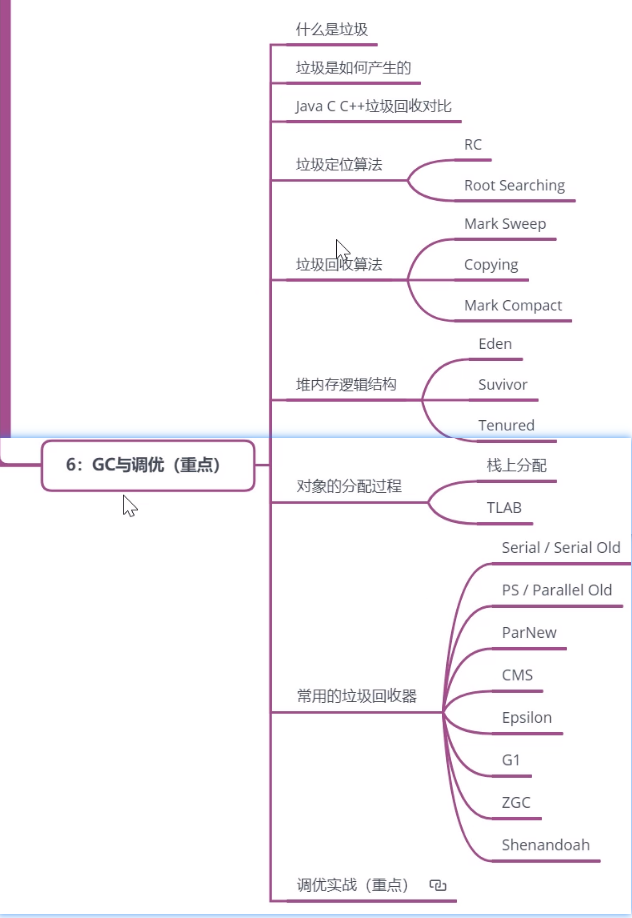 什么是垃圾
垃圾是如何产生的
Java C C++垃圾回收对比
垃圾定位算法
RC
Root Searching
垃圾回收算法
Mark Sweep
Copying
Mark Compact
堆内存逻辑结构
Eden
Suvivor
Tenured
6：GC与调优（重点）
对象的分配过程
栈上分配
TLAB
常用的垃圾回收器
Serial / Serial Old
PS / Parallel Old
ParNew
CMS
Epsilon
G1
ZGC
Shenandoah
调优实战（重点）